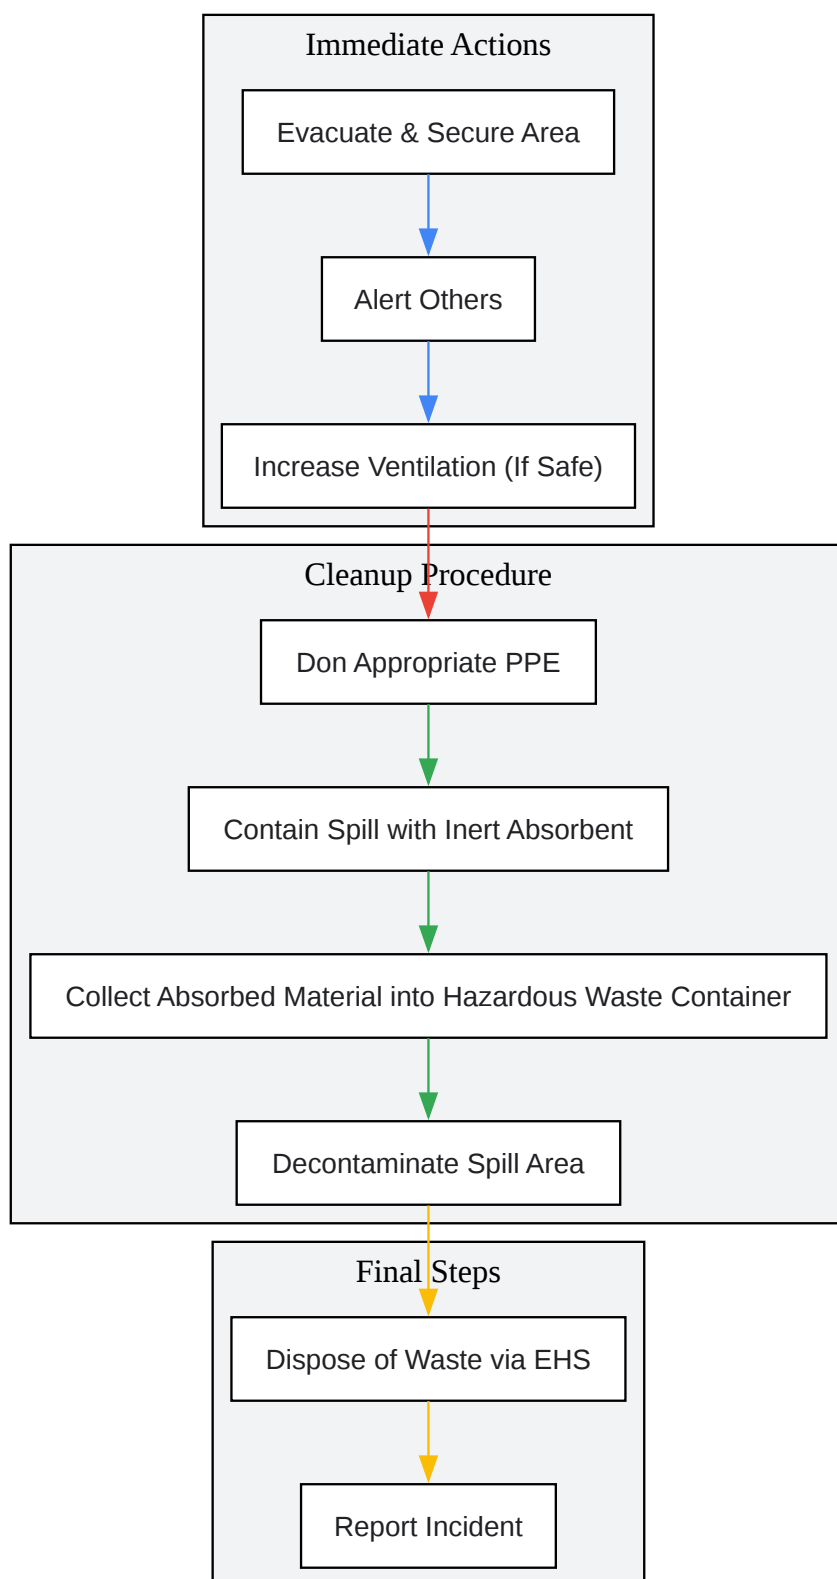 Immediate Actions
Evacuate & Secure Area
Alert Others
Increase Ventilation (If Safe)
Cleanup Procedure
Don Appropriate PPE
Contain Spill with Inert Absorbent
Collect Absorbed Material into Hazardous Waste Container
Decontaminate Spill Area
Final Steps
Dispose of Waste via EHS
Report Incident